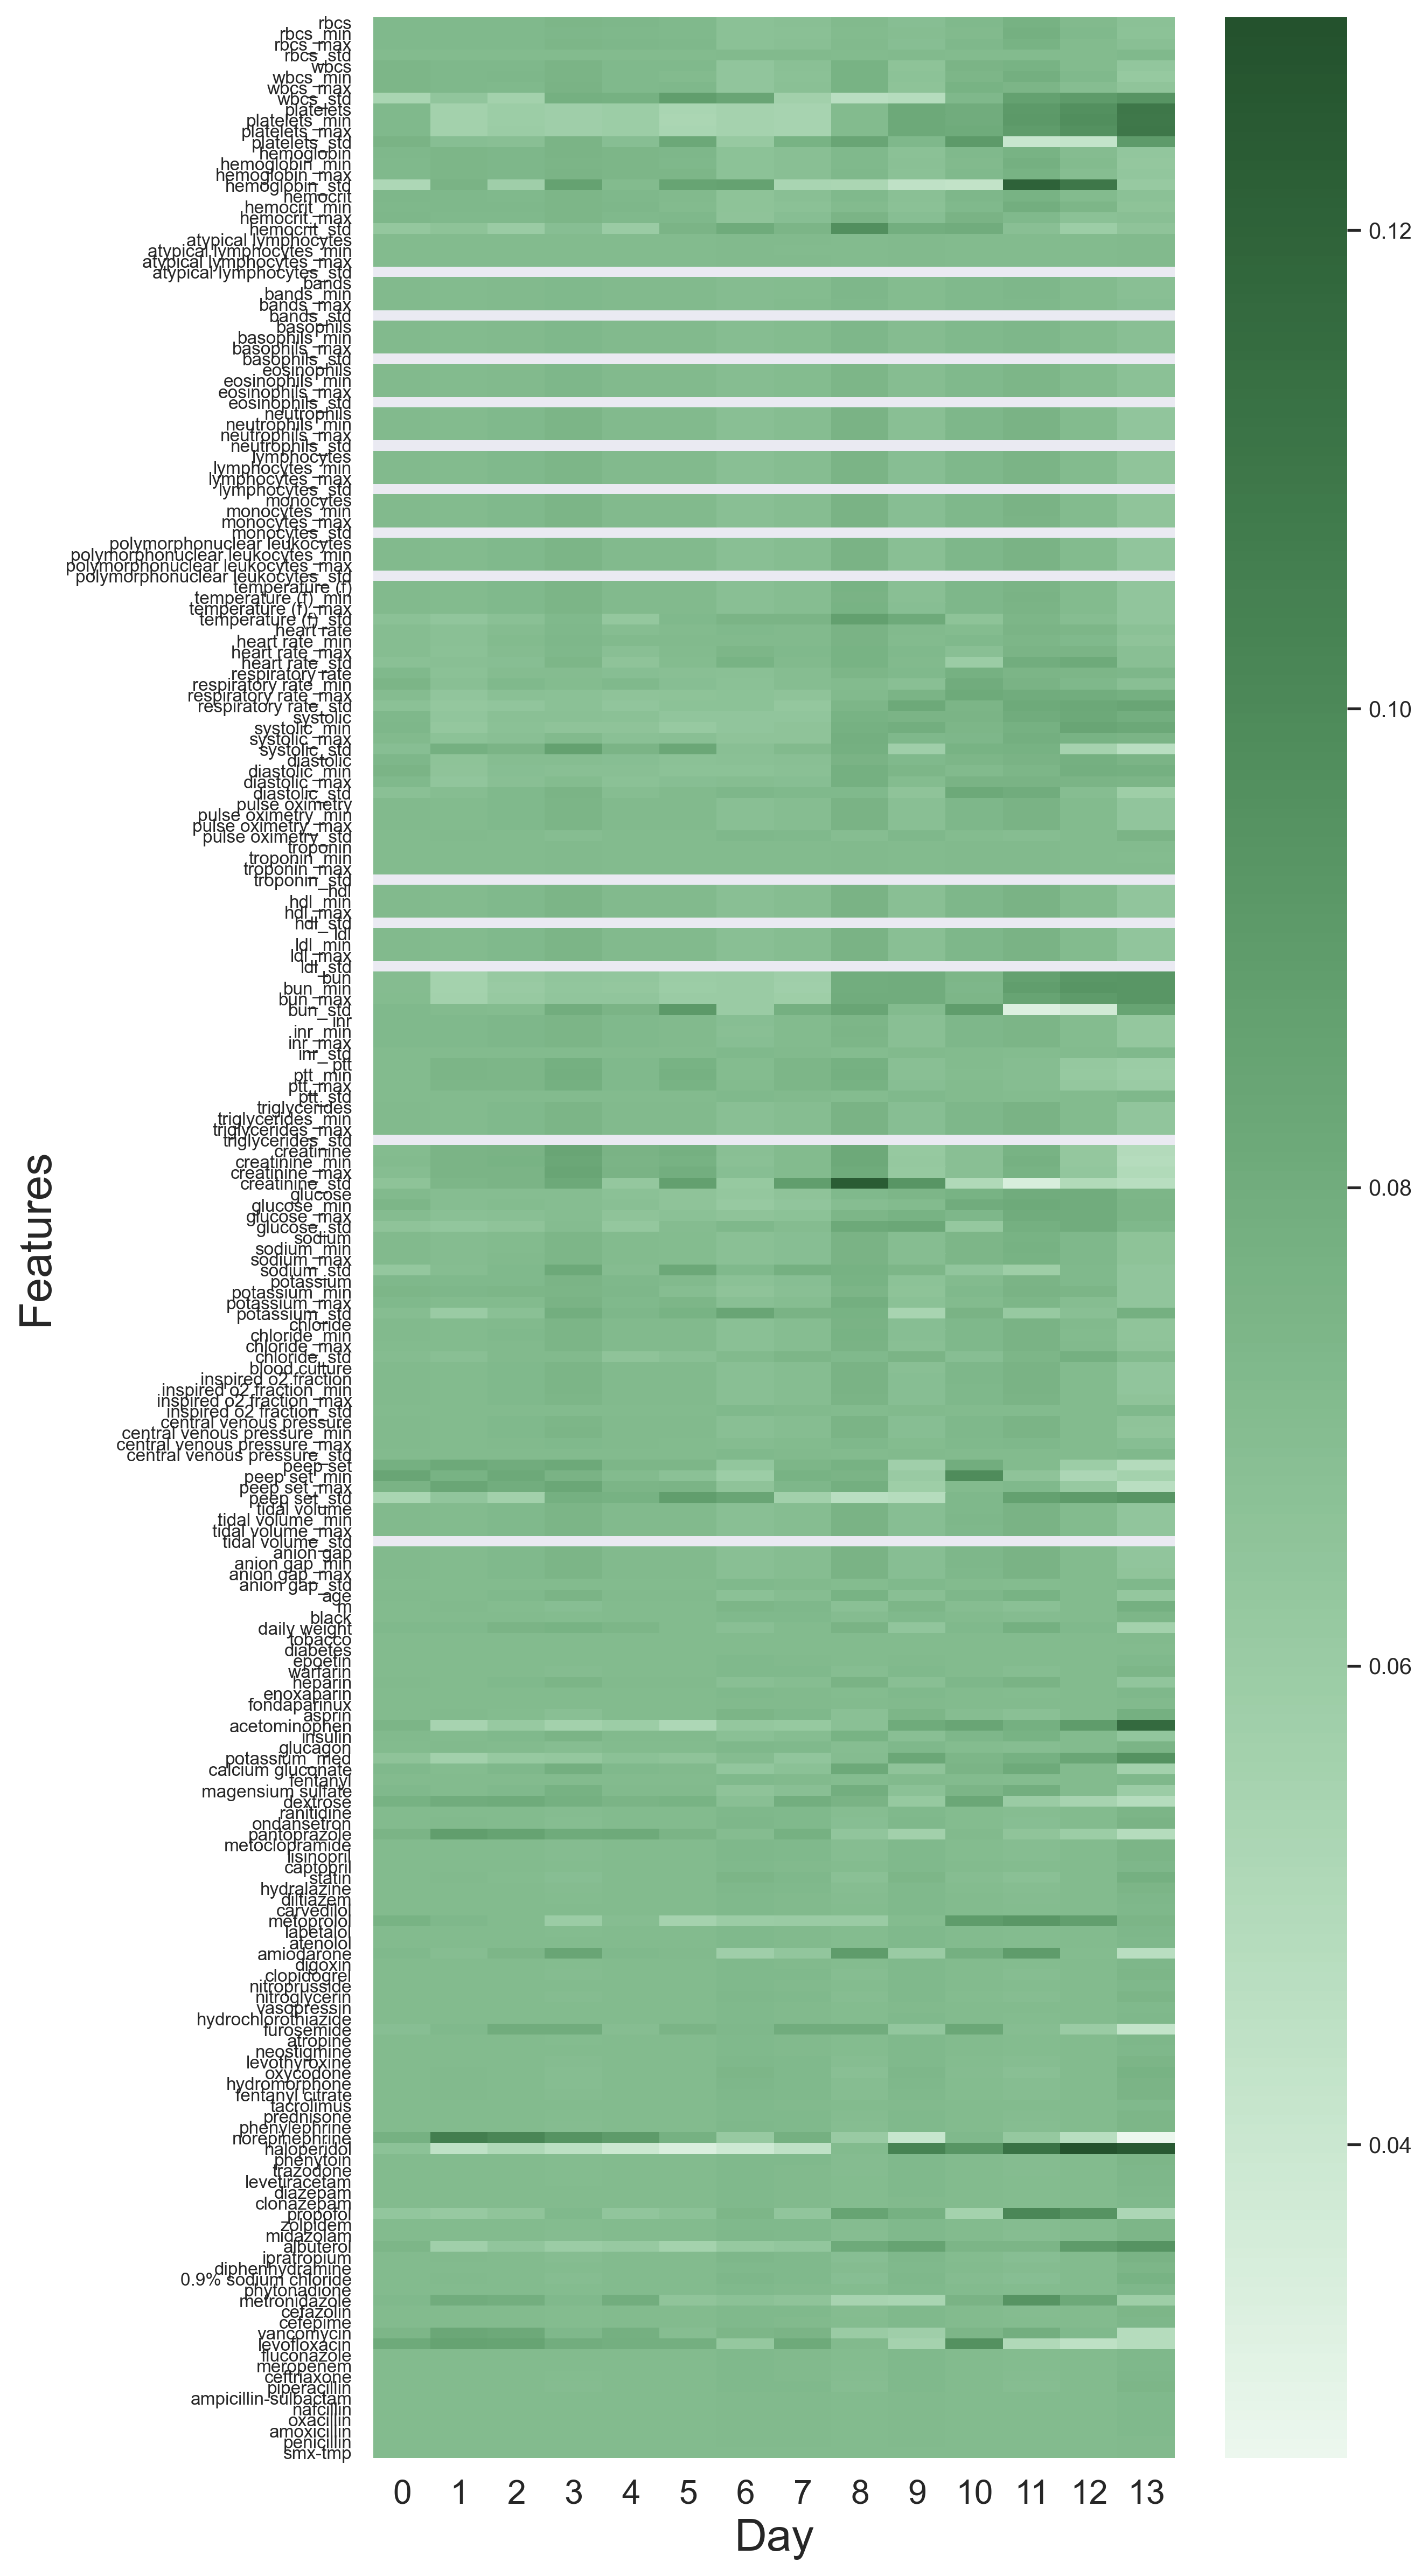 rbcs
rbcs_min
rbcs_max
rbcs_std
wbcs
wbcs_min
wbcs_max
wbcs_std
platelets
platelets_min
platelets_max
platelets_std
hemoglobin
hemoglobin_min
hemoglobin_max
hemoglobin_std
hemocrit
hemocrit_min
hemocrit_max
hemocrit_std
atypical lymphocytes
atypical lymphocytes_min
atypical lymphocytes_max
atypical lymphocytes_std
bands
bands_min
bands_max
bands_std
basophils
basophils_min
basophils_max
basophils_std
eosinophils
eosinophils_min
eosinophils_max
eosinophils_std
neutrophils
neutrophils_min
neutrophils_max
neutrophils_std
lymphocytes
lymphocytes_min
lymphocytes_max
lymphocytes_std
monocytes
monocytes_min
monocytes_max
monocytes_std
polymorphonuclear leukocytes
polymorphonuclear leukocytes_min
polymorphonuclear leukocytes_max
polymorphonuclear leukocytes_std
temperature (f)
temperature (f)_min
temperature (f)_max
temperature (f)_std
heart rate
heart rate_min
heart rate_max
heart rate_std
respiratory rate
respiratory rate_min
respiratory rate_max
respiratory rate_std
systolic
systolic_min
systolic_max
systolic_std
diastolic
diastolic_min
diastolic_max
diastolic_std
pulse oximetry
pulse oximetry_min
pulse oximetry_max
pulse oximetry_std
troponin
troponin_min
troponin_max
troponin_std
hdl
hdl_min
hdl_max
hdl_std
ldl
ldl_min
ldl_max
ldl_std
bun
bun_min
bun_max
bun_std
inr
inr_min
inr_max
inr_std
ptt
ptt_min
ptt_max
ptt_std
triglycerides
triglycerides_min
triglycerides_max
triglycerides_std
creatinine
creatinine_min
creatinine_max
creatinine_std
glucose
glucose_min
glucose_max
glucose_std
sodium
sodium_min
sodium_max
sodium_std
potassium
potassium_min
potassium_max
potassium_std
chloride
chloride_min
chloride_max
chloride_std
blood culture
inspired o2 fraction
inspired o2 fraction_min
inspired o2 fraction_max
inspired o2 fraction_std
central venous pressure
central venous pressure_min
central venous pressure_max
central venous pressure_std
peep set
peep set_min
peep set_max
peep set_std
tidal volume
tidal volume_min
tidal volume_max
tidal volume_std
anion gap
anion gap_min
anion gap_max
anion gap_std
age
m
black
daily weight
tobacco
diabetes
epoetin
warfarin
heparin
enoxaparin
fondaparinux
asprin
acetominophen
insulin
glucagon
potassium_med
calcium gluconate
fentanyl
magensium sulfate
dextrose
ranitidine
ondansetron
pantoprazole
metoclopramide
lisinopril
captopril
statin
hydralazine
diltiazem
carvedilol
metoprolol
labetalol
atenolol
amiodarone
digoxin
clopidogrel
nitroprusside
nitroglycerin
vasopressin
hydrochlorothiazide
furosemide
atropine
neostigmine
levothyroxine
oxycodone
hydromorphone
fentanyl citrate
tacrolimus
prednisone
phenylephrine
norepinephrine
haloperidol
phenytoin
trazodone
levetiracetam
diazepam
clonazepam
propofol
zolpidem
midazolam
albuterol
ipratropium
diphenhydramine
0.9% sodium chloride
phytonadione
metronidazole
cefazolin
cefepime
vancomycin
levofloxacin
fluconazole
meropenem
ceftriaxone
piperacillin
ampicillin-sulbactam
nafcillin
oxacillin
amoxicillin
penicillin
smx-tmp
Features
0 1 2 3 4 5 6 7 8 9 10 11 12 13
Day
0.12
0.10
0.08
0.06
0.04